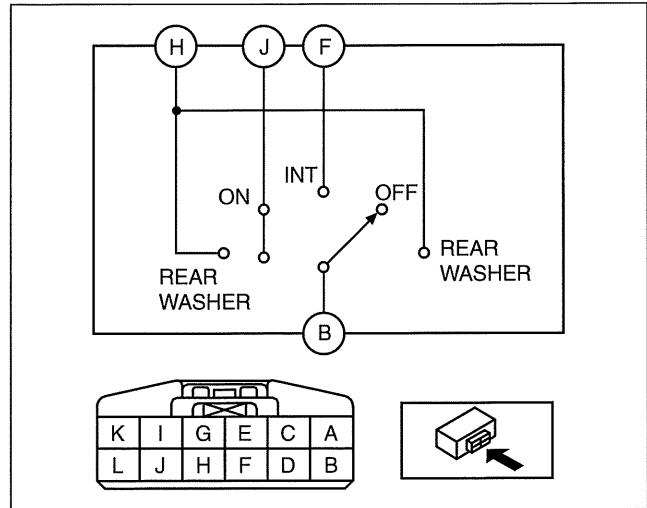 H J F
INT
OFF
ON
REAR
WASHER
REAR
WASHER
B
K I G E C A
L J H F D B